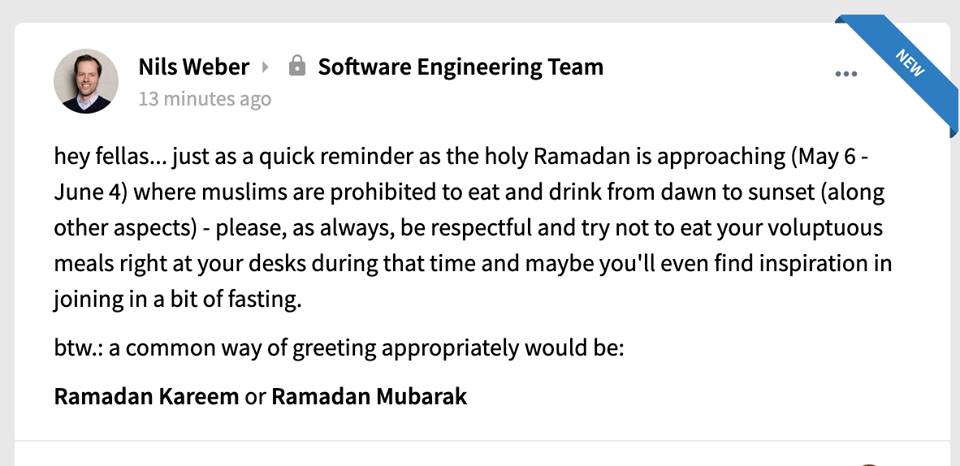 Nils Weber Software Engineering Team
NEW
13 minutes ago
hey fellas... just as a quick reminder as the holy Ramadan is approaching (May 6 -
June 4) where muslims are prohibited to eat and drink from dawn to sunset (along
other aspects) - please, as always, be respectful and try not to eat your voluptuous
meals right at your desks during that time and maybe you'll even find inspiration in
joining in a bit of fasting.
btw.: a common way of greeting appropriately would be:
Ramadan Kareem or Ramadan Mubarak